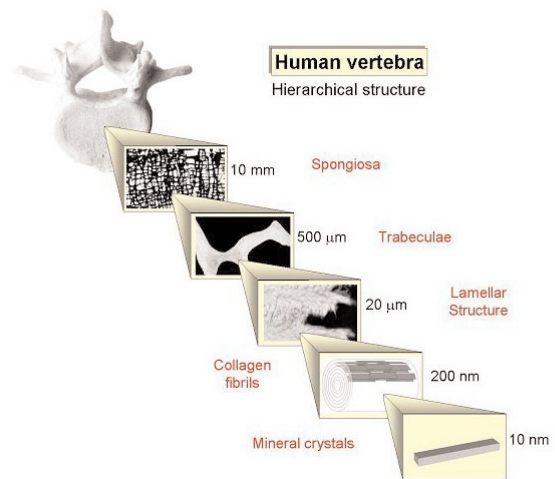 Human vertebra
Hierarchical structure
10 mm
Spongiosa
500 μm
Trabeculae
20 μm
Lamellar
Structure
Collagen
fibrils
200 nm
Mineral crystals
10 nm